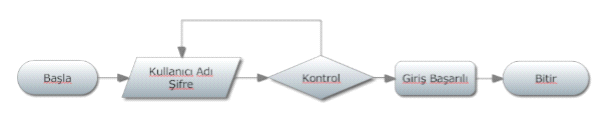 Başla
Kullanıcı Adı
Şifre
Kontrol
Giriş Başarılı
Bitir